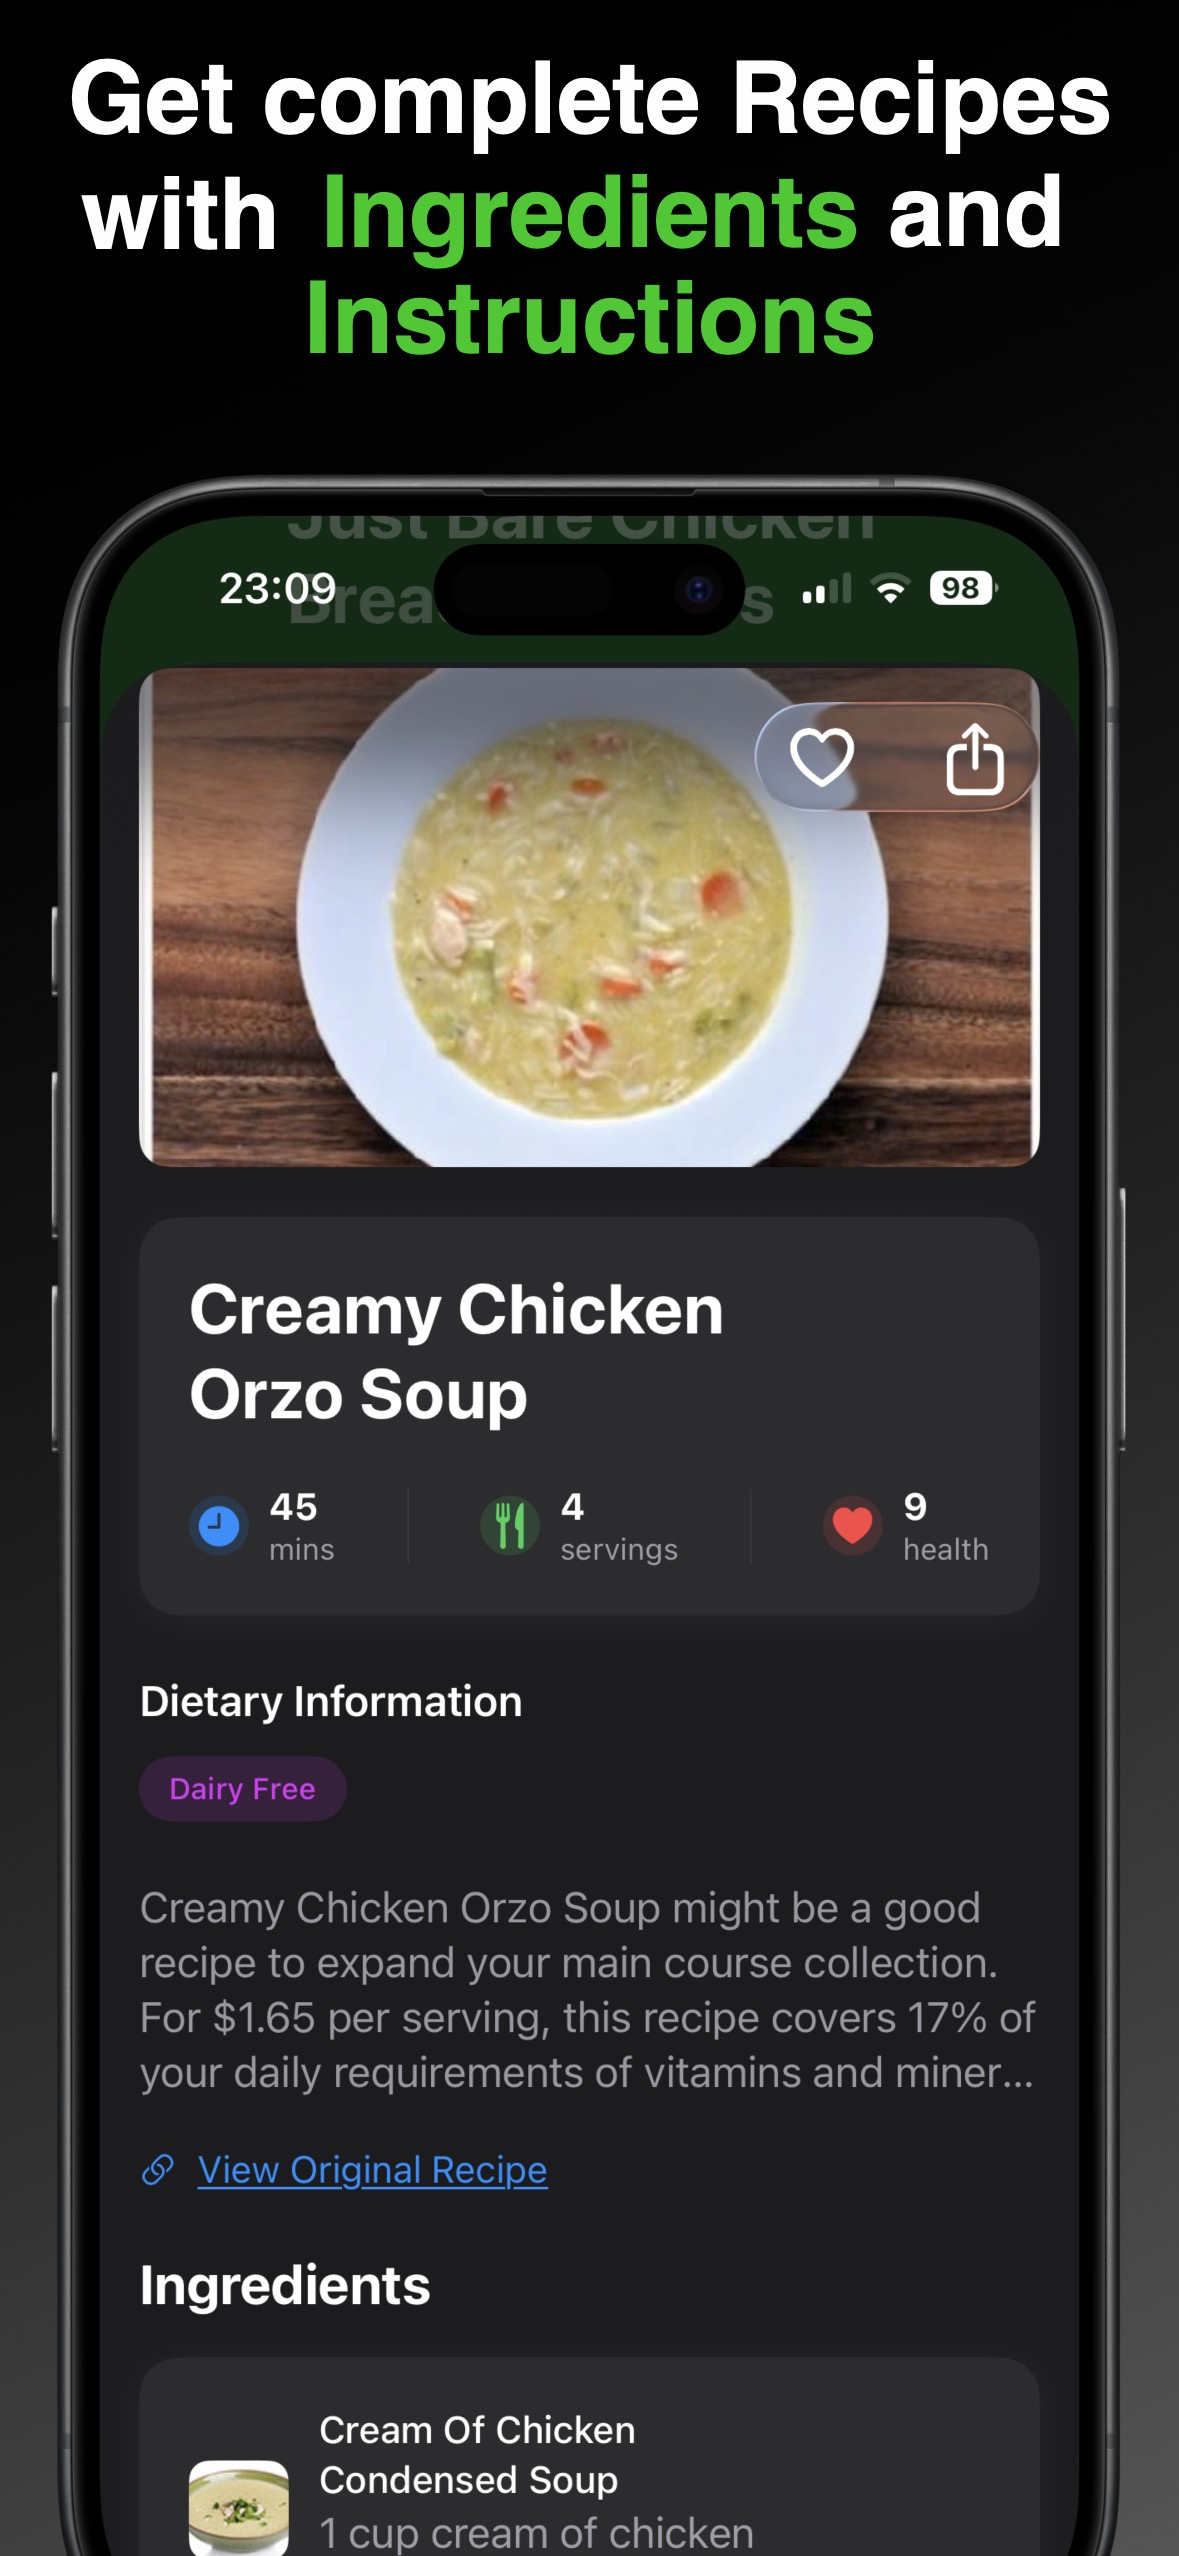 Get complete Recipes
with Ingredients and
Instructions
Just Bare Chicken
23:09
98
Creamy Chicken
Orzo Soup
45
mins
4
servings
9
health
Dietary Information
Dairy Free
Creamy Chicken Orzo Soup might be a good
recipe to expand your main course collection.
For $1.65 per serving, this recipe covers 17% of
your daily requirements of vitamins and miner...
View Original Recipe
Ingredients
Cream Of Chicken
Condensed Soup
1 cup cream of chicken